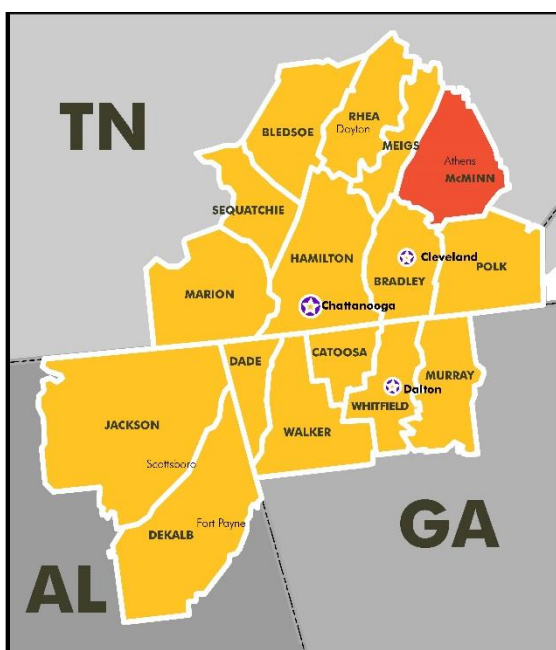 TN
BLEDSOE
RHEA
Dayton
MEIGS
Athens
McMINN
SEQUATCHIE
HAMILTON
Cleveland
BRADLEY
POLK
MARION
Chattanooga
DADE
CATOOSA
MURRAY
Dalton
WHITFIELD
JACKSON
WALKER
Scottsboro
Fort Payne
DEKALB
GA
AL